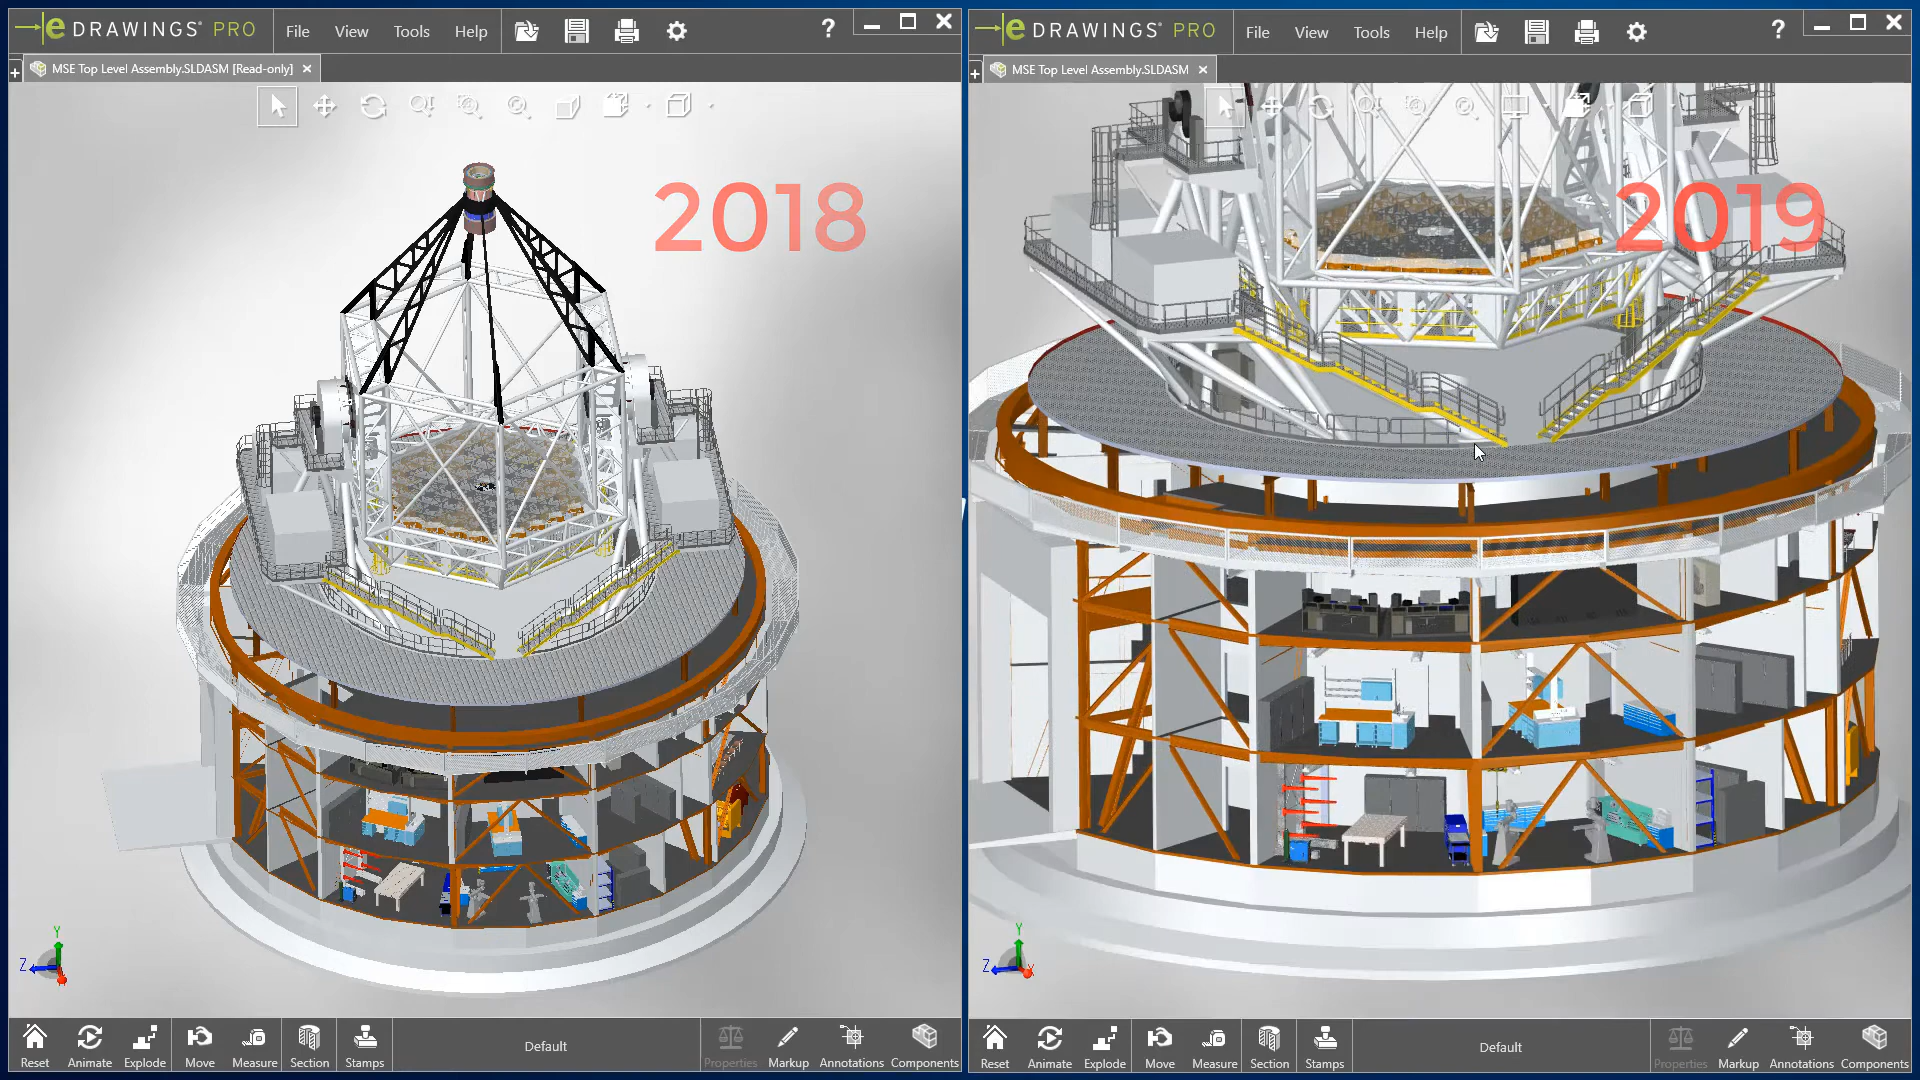 e DRAWINGS® PRO
File View Tools Help
?
MSE Top Level Assembly.SLDASM [Read-only]
2018
Y
Z
Reset Animate Explode Move Measure Section Stamps
Default
Properties Markup Annotations Components
e DRAWINGS® PRO
File View Tools Help
?
MSE Top Level Assembly.SLDASM
2019
Y
Z X
Reset Animate Explode Move Measure Section Stamps
Default
Properties Markup Annotations Components